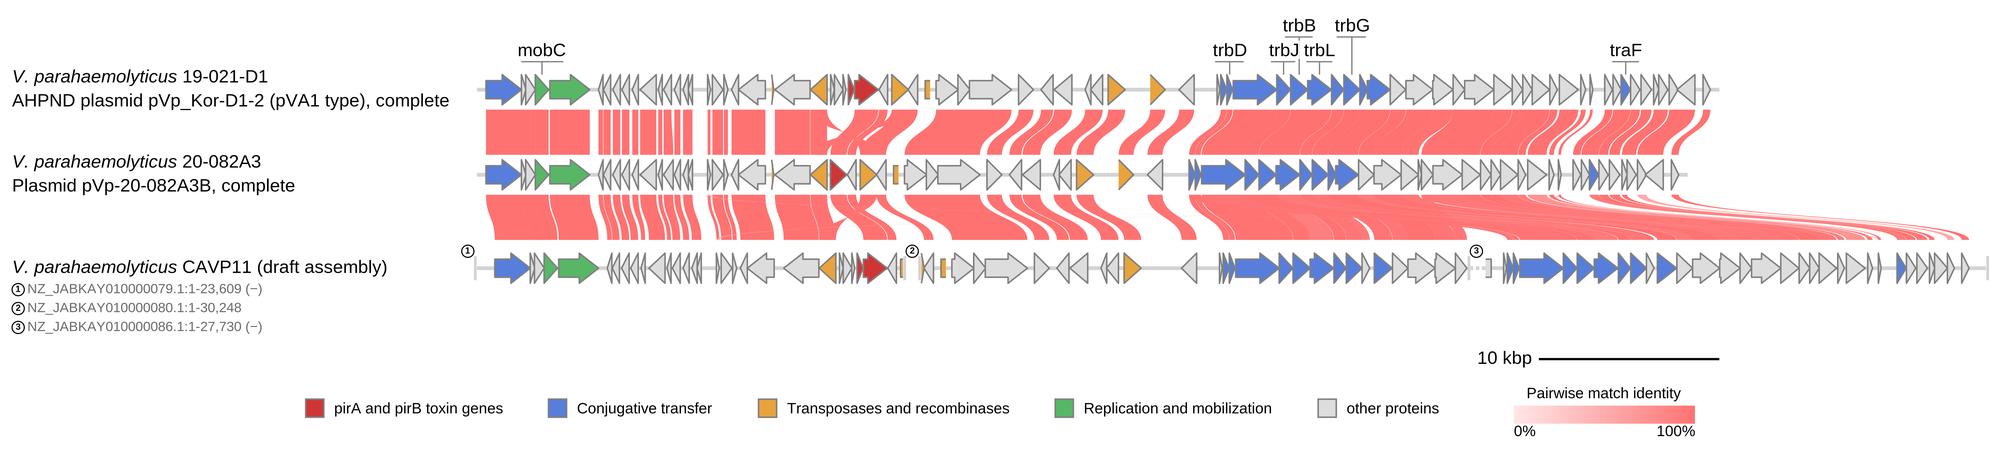 trbB trbG
mobC trbD trbJ trbL traF
V. parahaemolyticus 19-021-D1
AHPND plasmid pVp_Kor-D1-2 (pVA1 type), complete
V. parahaemolyticus 20-082A3
Plasmid pVp-20-082A3B, complete
1 2 3
V. parahaemolyticus CAVP11 (draft assembly)
1 NZ_JABKAY010000079.1:1-23,609 (−)
2 NZ_JABKAY010000080.1:1-30,248
3 NZ_JABKAY010000086.1:1-27,730 (−)
10 kbp
Pairwise match identity
0% 100%
pirA and pirB toxin genes
Conjugative transfer
Transposases and recombinases
Replication and mobilization
other proteins